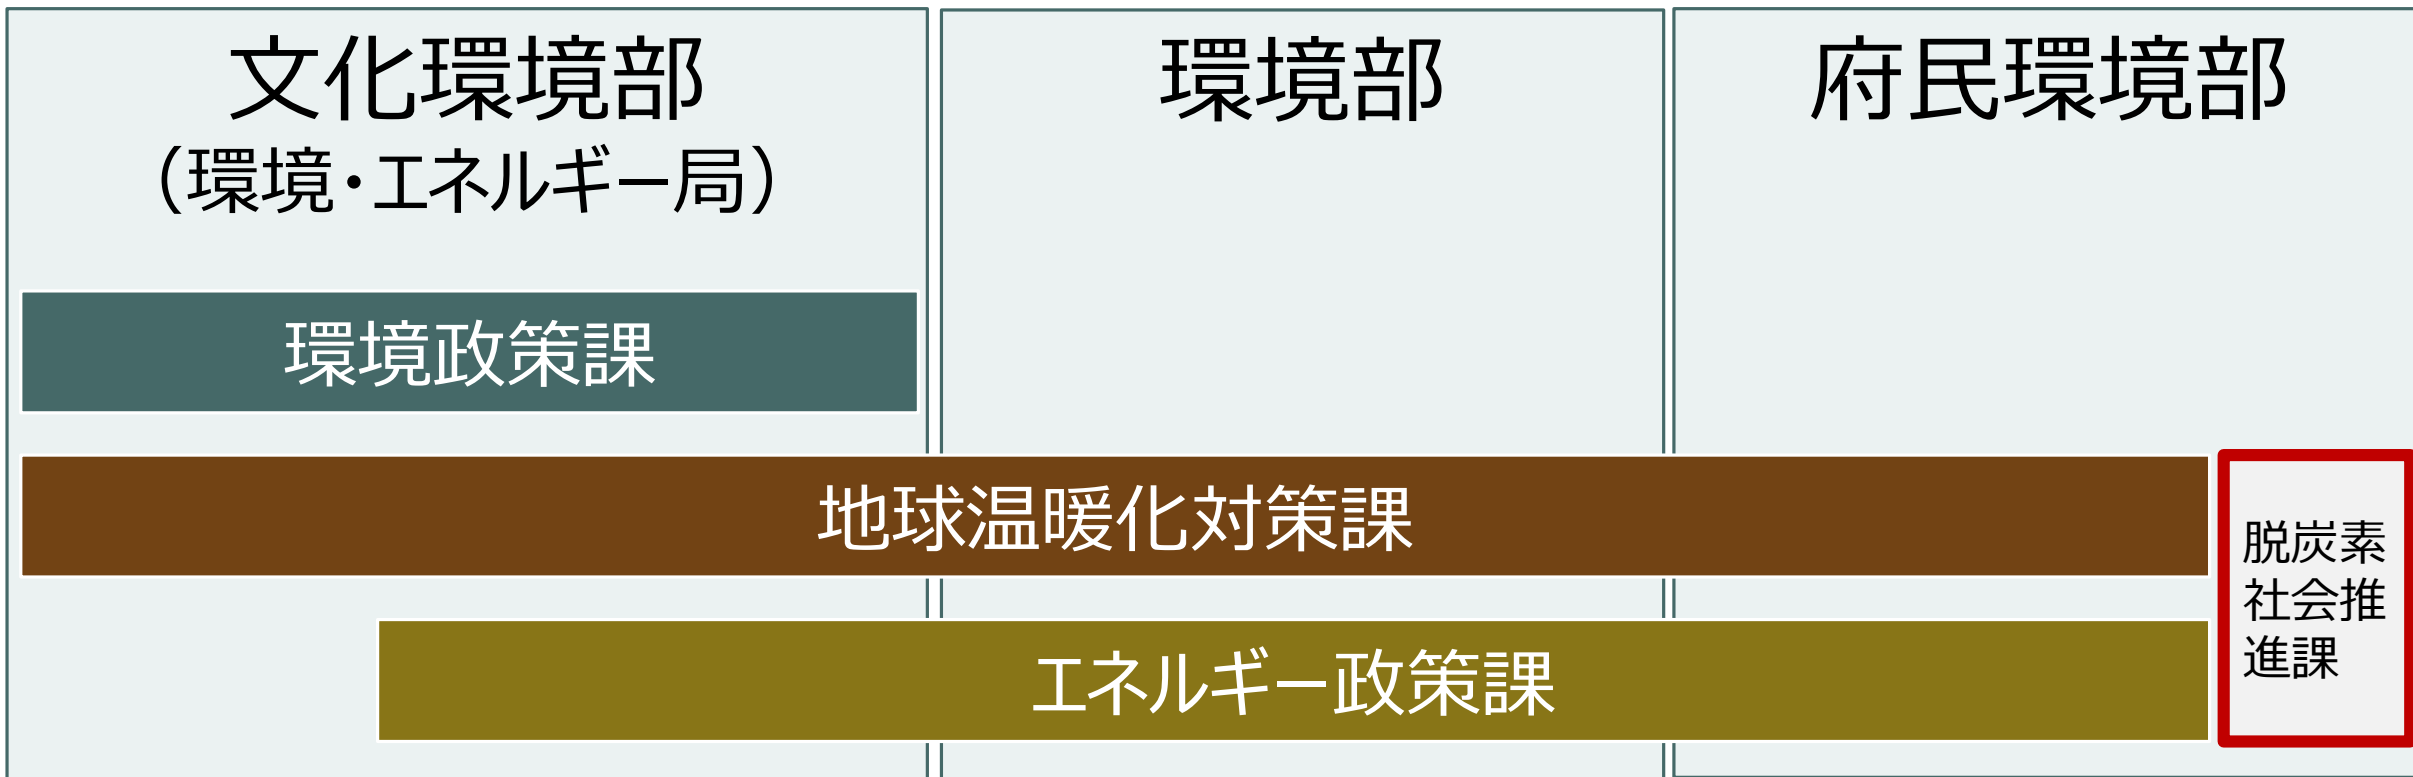 文化環境部
（環境・エネルギー局）
環境部
府民環境部
環境政策課
地球温暖化対策課
エネルギー政策課
脱炭素
社会推
進課